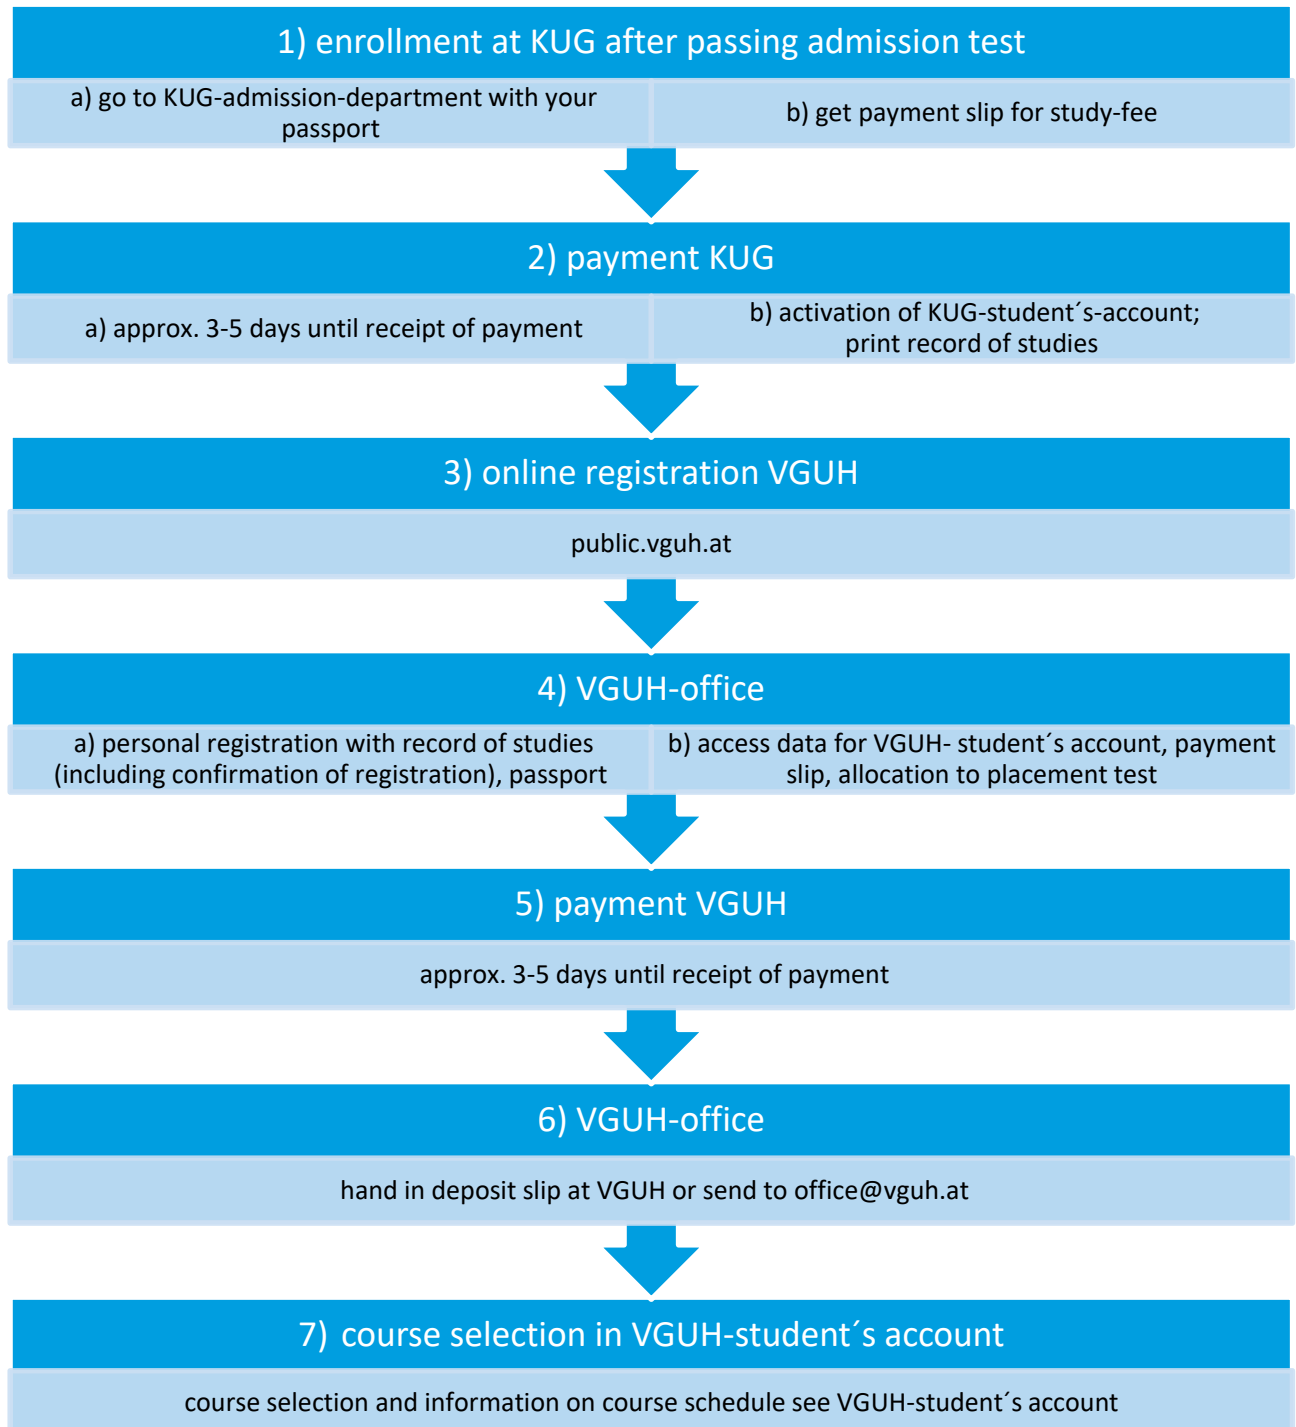 1) enrollment at KUG after passing admission test
a) go to KUG-admission-department with your
passport
b) get payment slip for study-fee
2) payment KUG
a) approx. 3-5 days until receipt of payment
b) activation of KUG-student´s-account;
print record of studies
3) online registration VGUH
public.vguh.at
4) VGUH-office
a) personal registration with record of studies
(including confirmation of registration), passport
b) access data for VGUH- student´s account, payment
slip, allocation to placement test
5) payment VGUH
approx. 3-5 days until receipt of payment
6) VGUH-office
hand in deposit slip at VGUH or send to office@vguh.at
7) course selection in VGUH-student´s account
course selection and information on course schedule see VGUH-student´s account